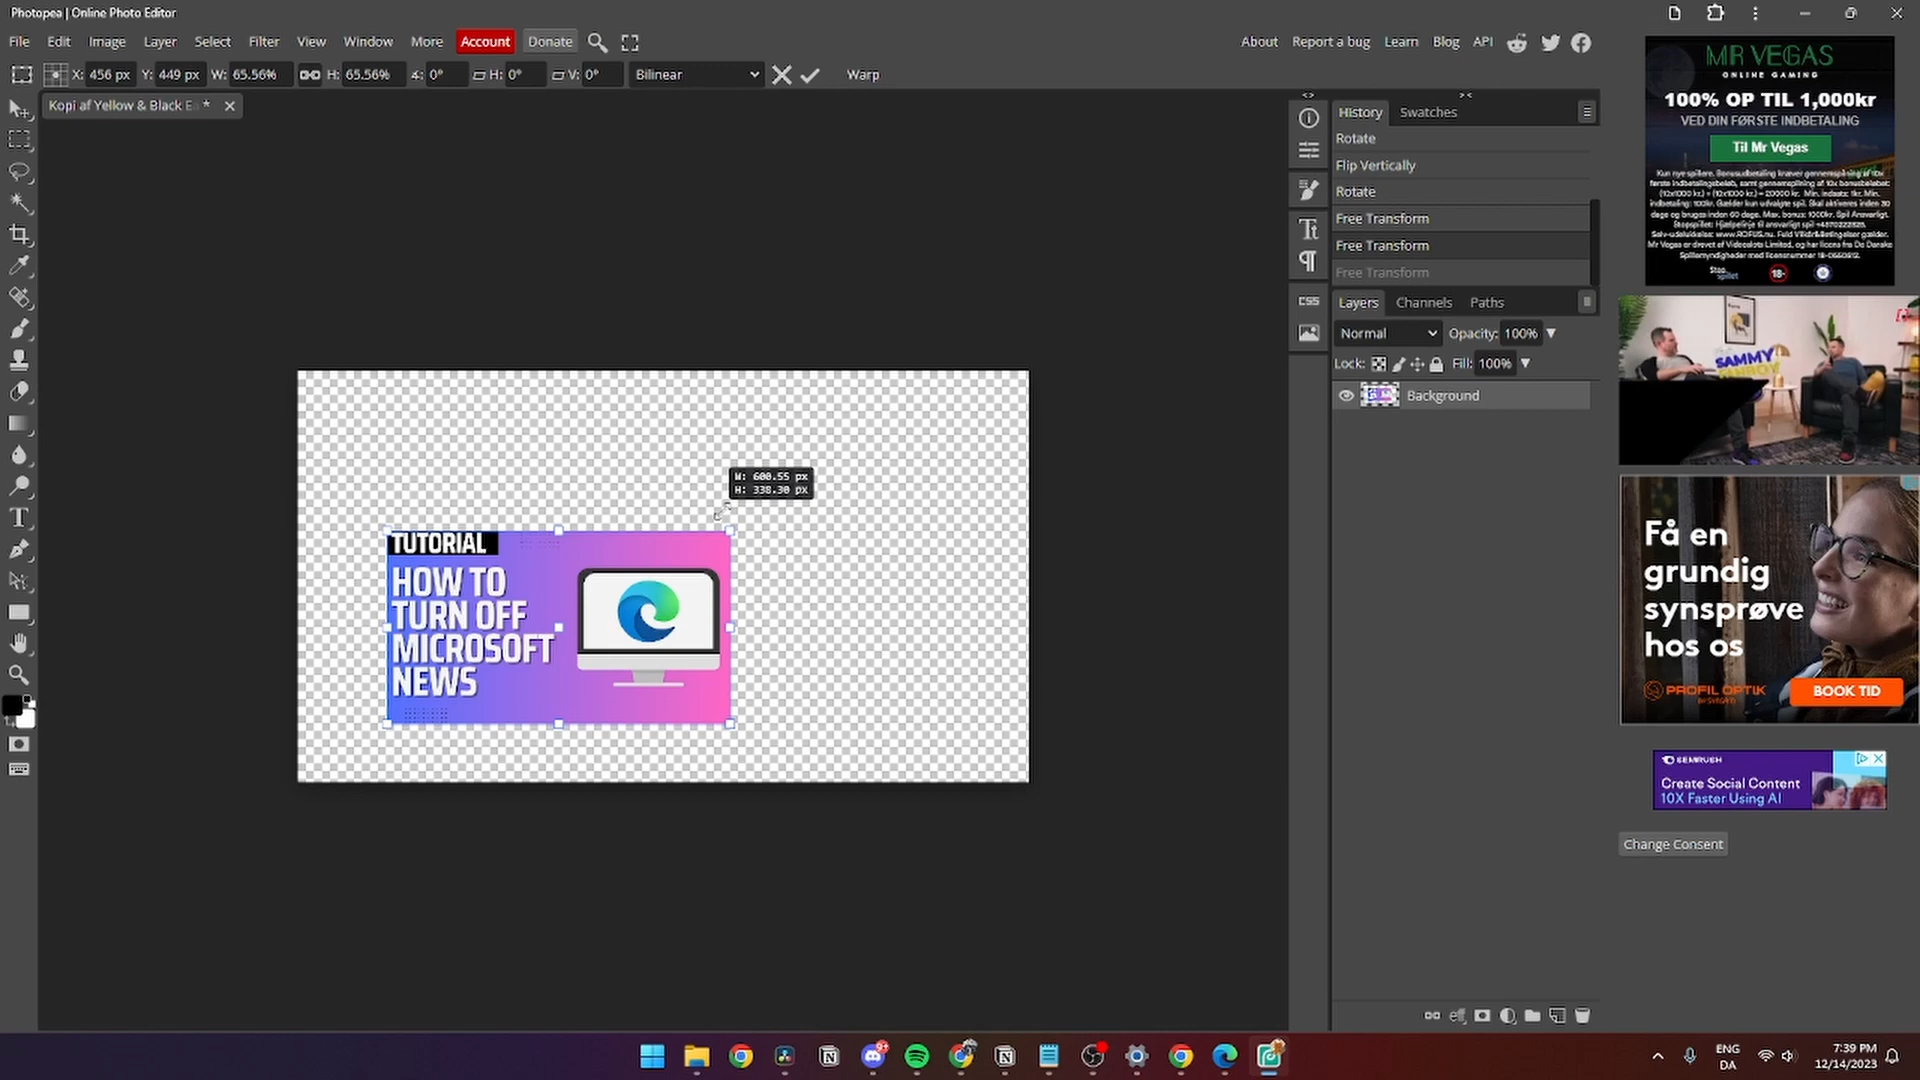 Photopea | Online Photo Editor
File Edit Image Layer Select Filter View Window More Account Donate
About Report a bug Learn Blog API
X: 456 px Y: 449 px W: 65.56% H: 65.56% ∡: 0° H: 0° V: 0° Bilinear Warp
Kopi af Yellow & Black E *
History Swatches
Rotate
Flip Vertically
Rotate
Free Transform
Free Transform
Free Transform
Layers Channels Paths
Normal Opacity: 100%
Lock: Fill: 100%
Background
CSS
W: 600.55 px
H: 338.30 px
TUTORIAL
HOW TO
TURN OFF
MICROSOFT
NEWS
MR VEGAS
ONLINE GAMING
100% OP TIL 1,000kr
VED DIN FØRSTE INDBETALING
Til Mr Vegas
18+
SAMMY
Få en
grundig
synsprøve
hos os
PROFIL OPTIK
BOOK TID
SEMRUSH
Create Social Content
10X Faster Using AI
Change Consent
ENG
DA
7:39 PM
12/14/2023